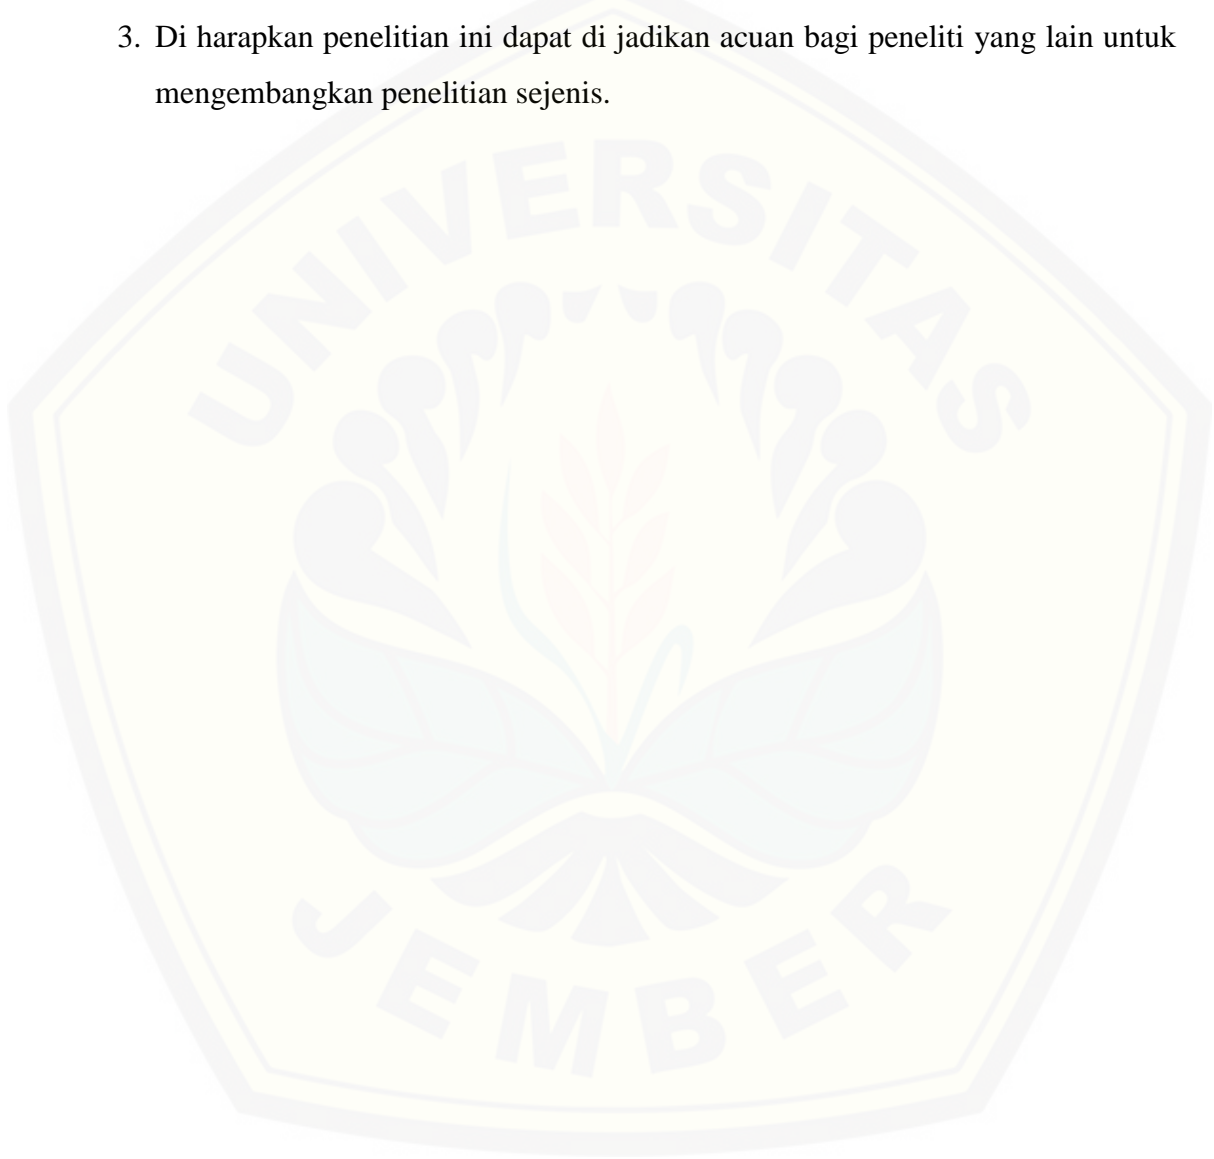 3. Di harapkan penelitian ini dapat di jadikan acuan bagi peneliti yang lain untuk
mengembangkan penelitian sejenis.
UNIVERSITAS
JEMBER